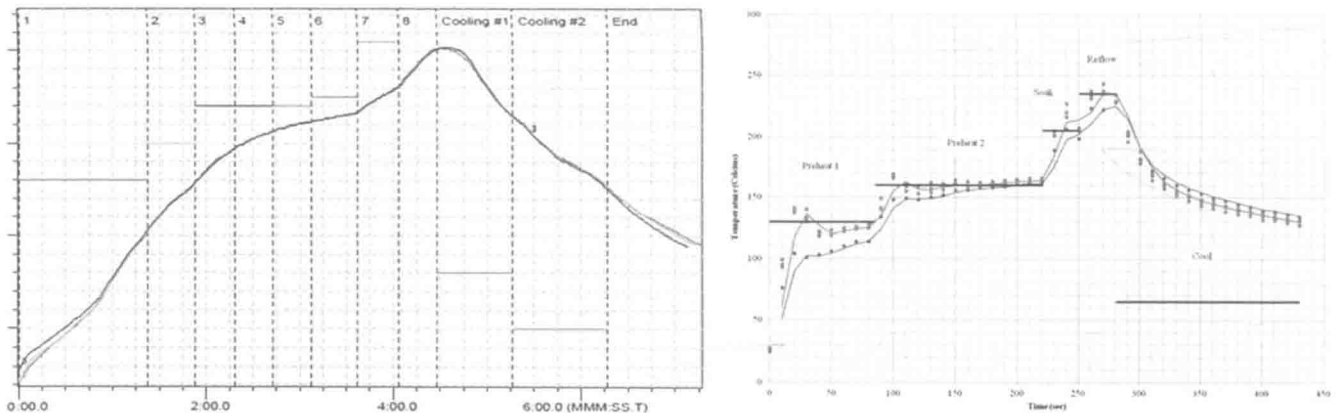 1 2 3 4 5 6 7 8 Cooling #1 Cooling #2 End
0:00.0 2:00.0 4:00.0 6:00.0 (MMM:SS.T)
300
250
200
150
100
50
0
Temperature (Celsius)
Preheat 1
Preheat 2
Soak
Reflow
Cool
0 50 100 150 200 250 300 350 400 450
Time (sec)